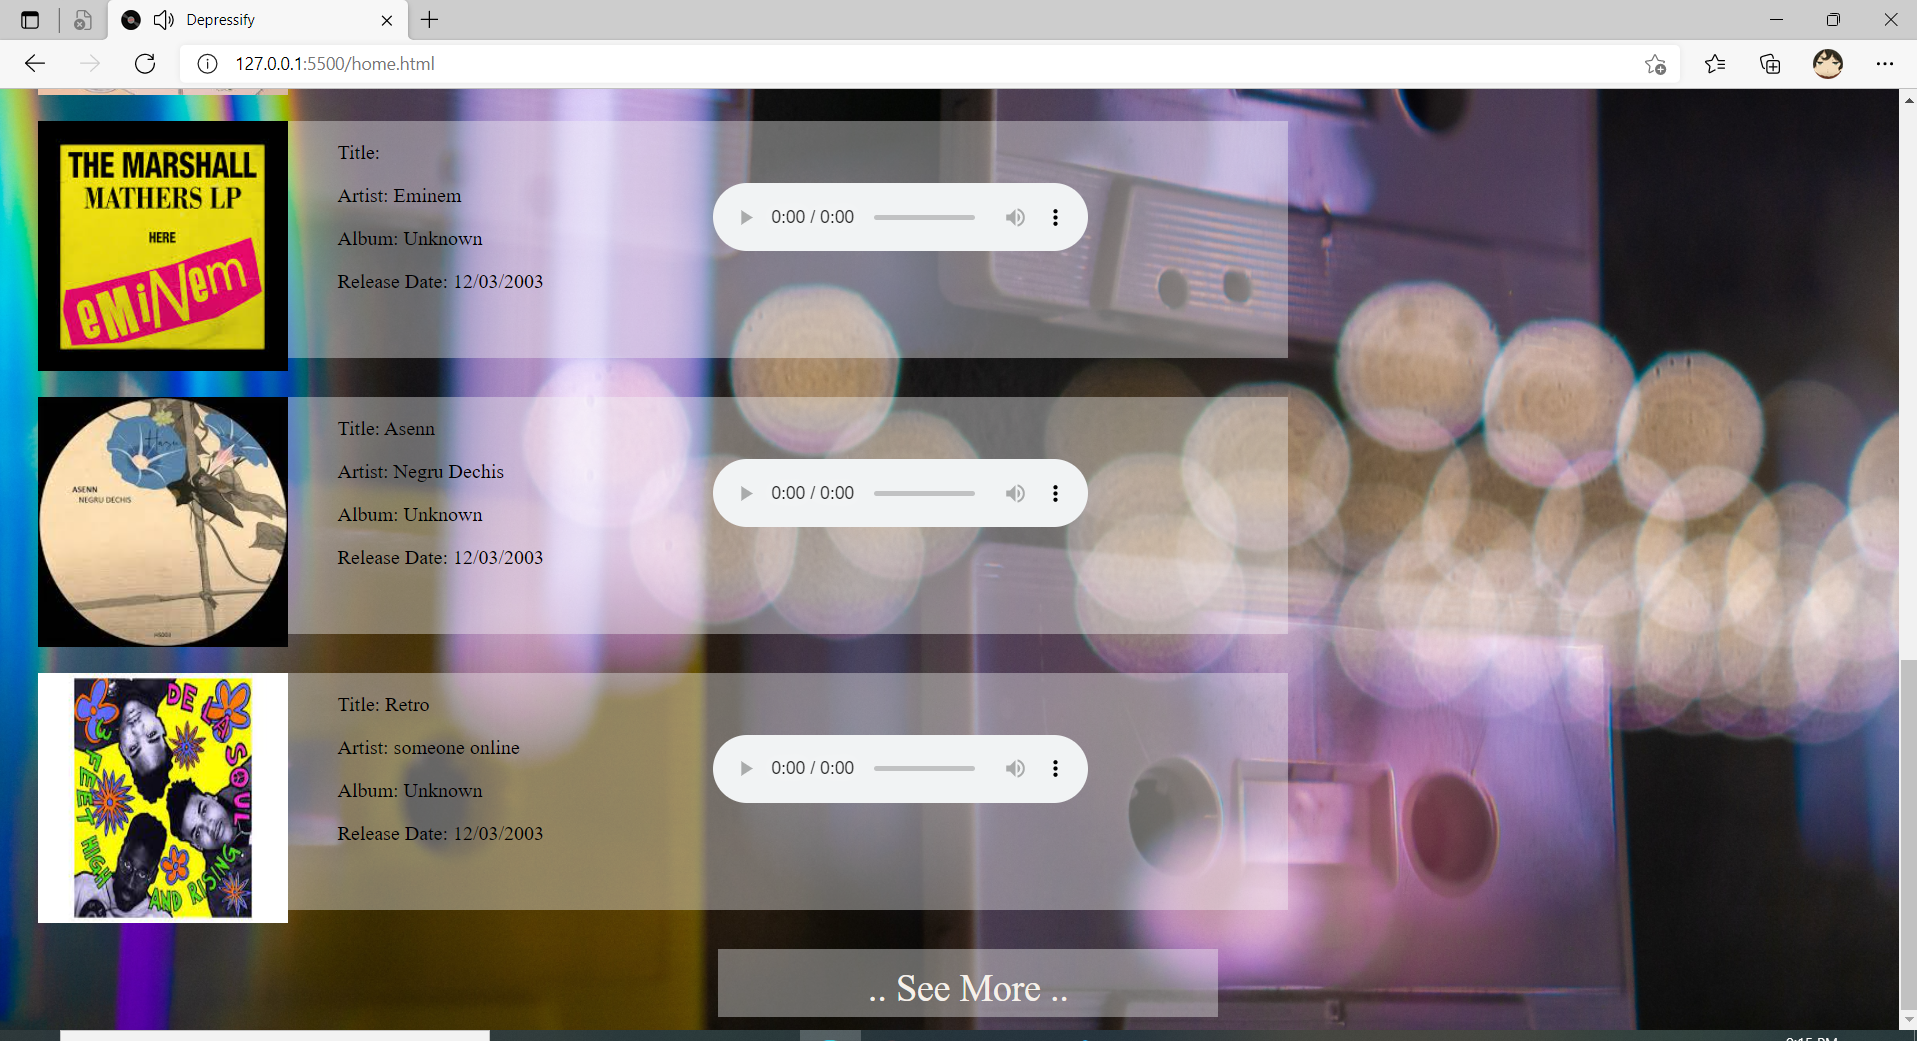 Depressify
127.0.0.1:5500/home.html
THE MARSHALL
MATHERS LP
HERE
eMiNem
Title:
Artist: Eminem
Album: Unknown
Release Date: 12/03/2003
0:00 / 0:00
ASENN
NEGRU DECHIS
Title: Asenn
Artist: Negru Dechis
Album: Unknown
Release Date: 12/03/2003
0:00 / 0:00
DE LA SOUL
3 FEET HIGH
AND RISING
Title: Retro
Artist: someone online
Album: Unknown
Release Date: 12/03/2003
0:00 / 0:00
.. See More ..